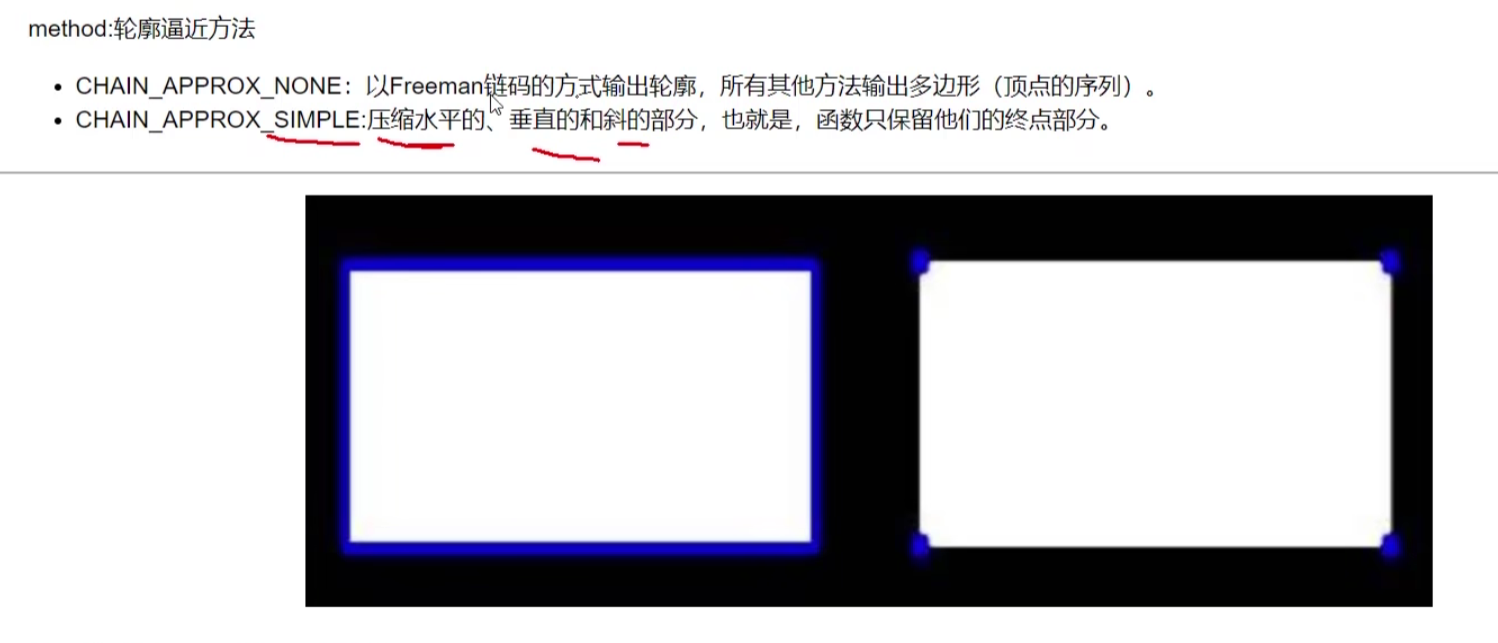 method:轮廓逼近方法
CHAIN_APPROX_NONE：以Freeman链码的方式输出轮廓，所有其他方法输出多边形（顶点的序列）。
CHAIN_APPROX_SIMPLE:压缩水平的、垂直的和斜的部分，也就是，函数只保留他们的终点部分。